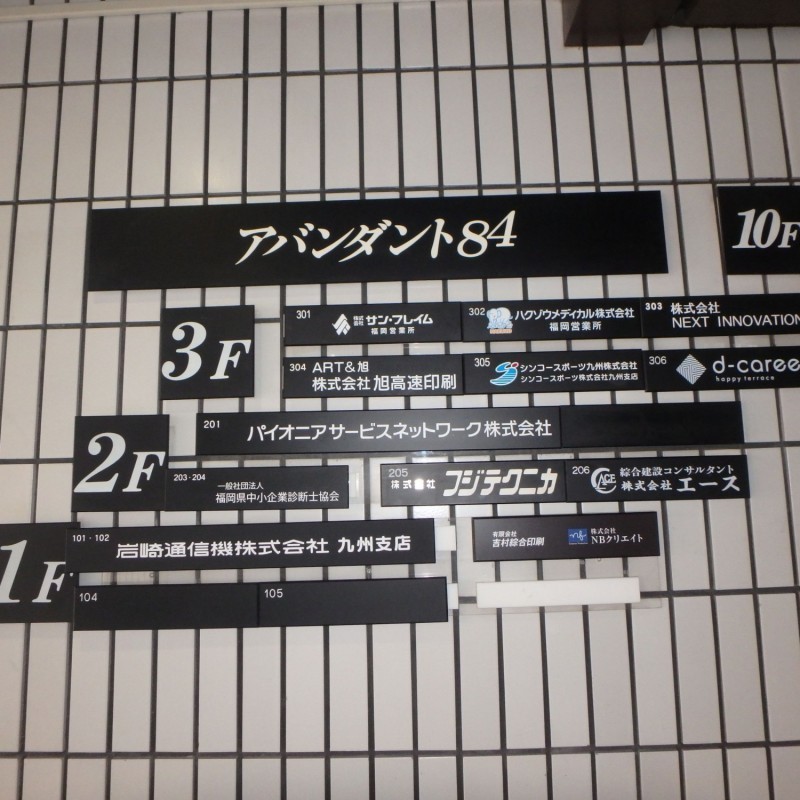 アバンダント84
10F
3F
301 株式会社 サン・フレイム
福岡営業所
302 ハクゾウメディカル株式会社
福岡営業所
303 株式会社
NEXT INNOVATION
304 ART&旭
株式会社 旭高速印刷
305 シンコースポーツ九州株式会社
シンコースポーツ株式会社九州支店
306 d-caree
happy terrace
2F
201 パイオニアサービスネットワーク株式会社
203・204 一般社団法人
福岡県中小企業診断士協会
205 株式会社 フジテクニカ
206 ACE 綜合建設コンサルタント
株式会社 エース
1F
101・102 岩崎通信機株式会社 九州支店
有限会社
吉村綜合印刷
株式会社
NBクリエイト
104
105